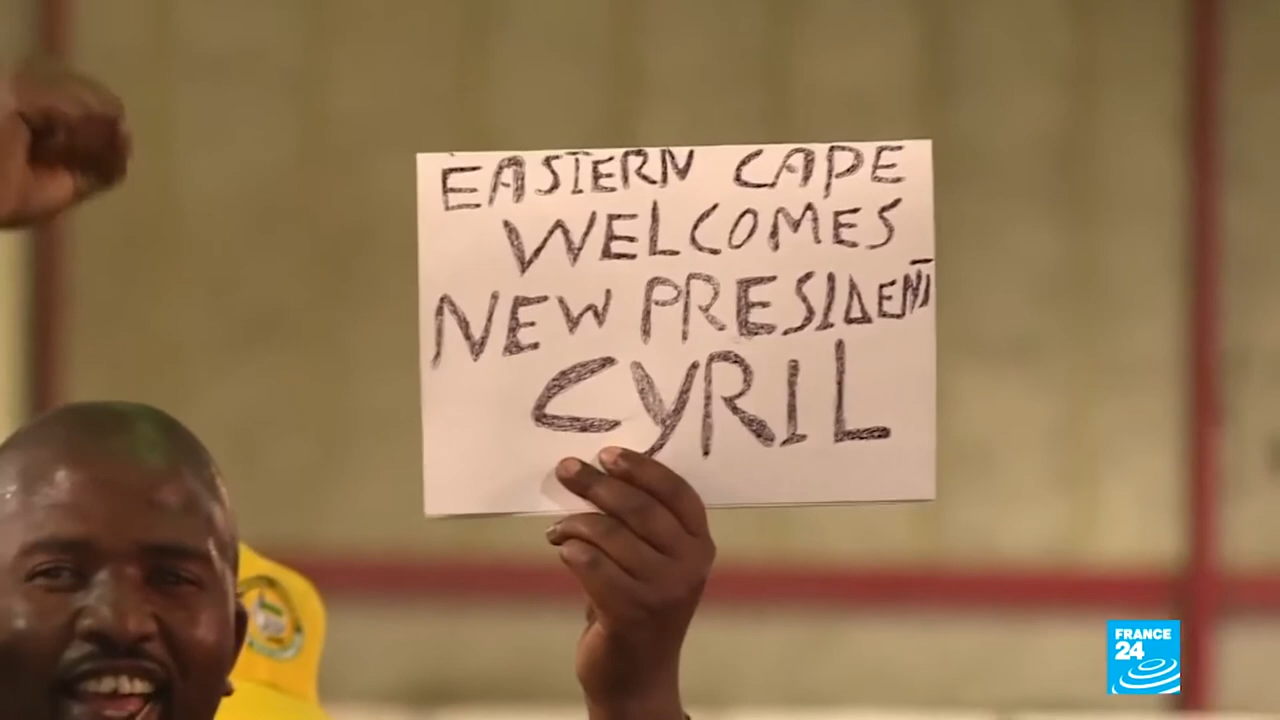 EASTERN CAPE
WELCOMES
NEW PRESIDENT
CYRIL
FRANCE
24